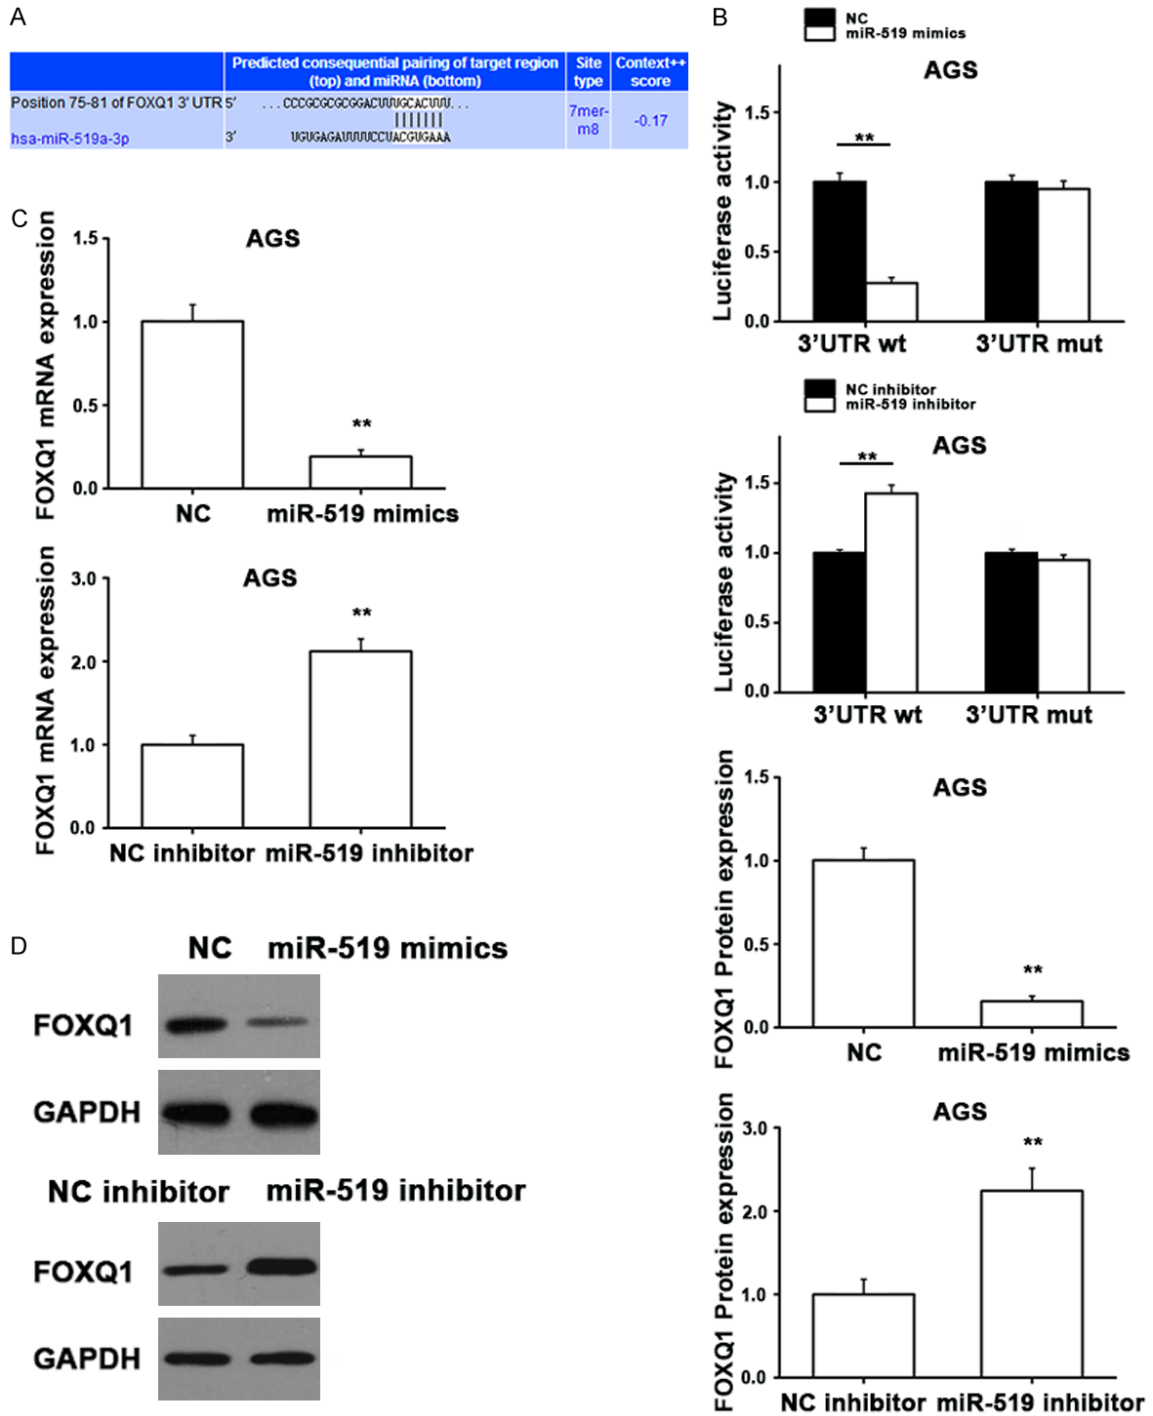 A
Predicted consequential pairing of target region
(top) and miRNA (bottom)
Site
type
Context++
score
Position 75-81 of FOXQ1 3' UTR 5' ...CCCGCGCGCGGACUUUGCACUUU...
hsa-miR-519a-3p 3' UGUGAGAUUUUCCUACGUGAAA
7mer-
m8
-0.17
B
NC
miR-519 mimics
AGS
Luciferase activity
1.5
1.0
0.5
0.0
**
3'UTR wt
3'UTR mut
NC inhibitor
miR-519 inhibitor
AGS
Luciferase activity
1.5
1.0
0.5
0.0
**
3'UTR wt
3'UTR mut
C
AGS
FOXQ1 mRNA expression
1.5
1.0
0.5
0.0
**
NC
miR-519 mimics
AGS
FOXQ1 mRNA expression
3.0
2.0
1.0
0.0
**
NC inhibitor
miR-519 inhibitor
D
NC
miR-519 mimics
FOXQ1
GAPDH
NC inhibitor
miR-519 inhibitor
FOXQ1
GAPDH
AGS
FOXQ1 Protein expression
1.5
1.0
0.5
0.0
**
NC
miR-519 mimics
AGS
FOXQ1 Protein expression
3.0
2.0
1.0
0.0
**
NC inhibitor
miR-519 inhibitor